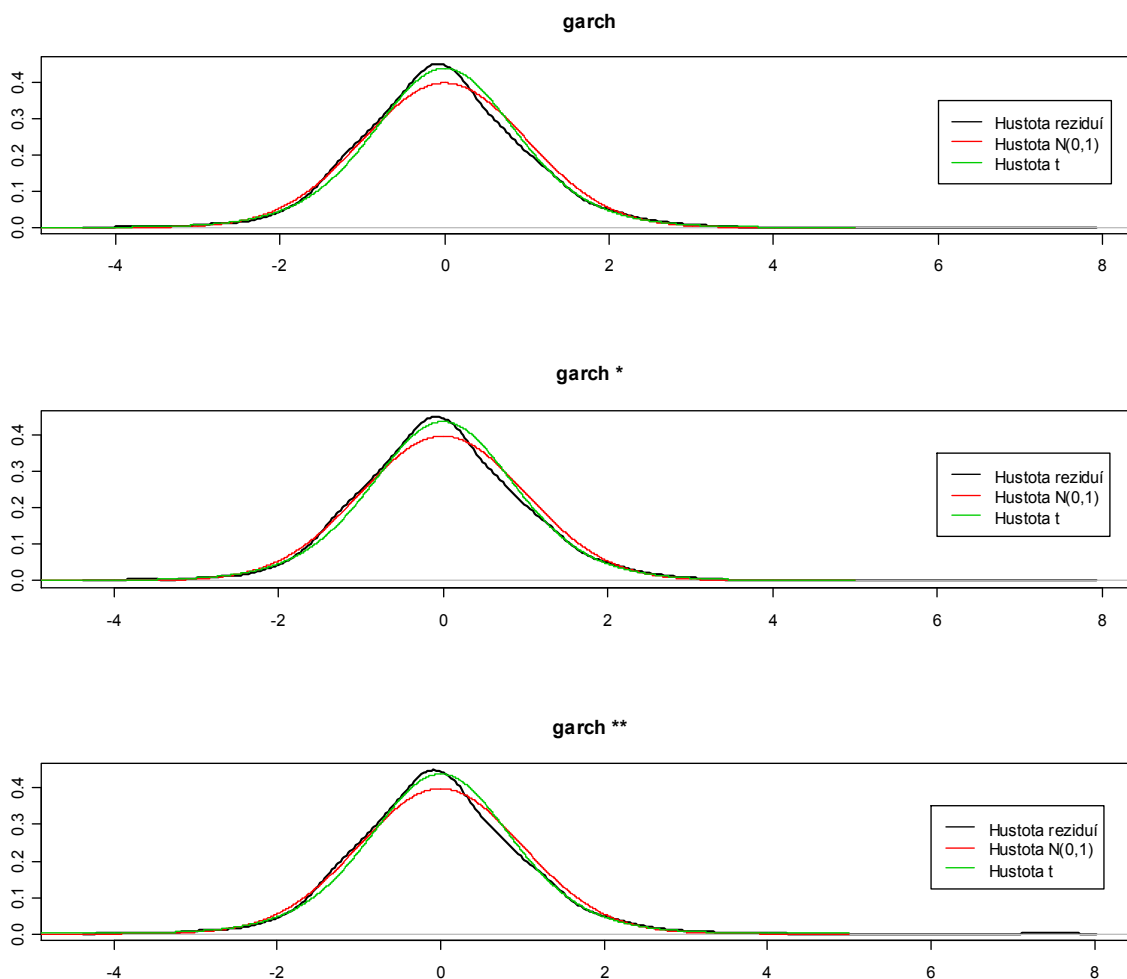 garch
0.4
0.3
0.2
0.1
0.0
Hustota reziduí
Hustota N(0,1)
Hustota t
-4 -2 0 2 4 6 8
garch *
0.4
0.3
0.2
0.1
0.0
Hustota reziduí
Hustota N(0,1)
Hustota t
-4 -2 0 2 4 6 8
garch **
0.4
0.3
0.2
0.1
0.0
Hustota reziduí
Hustota N(0,1)
Hustota t
-4 -2 0 2 4 6 8